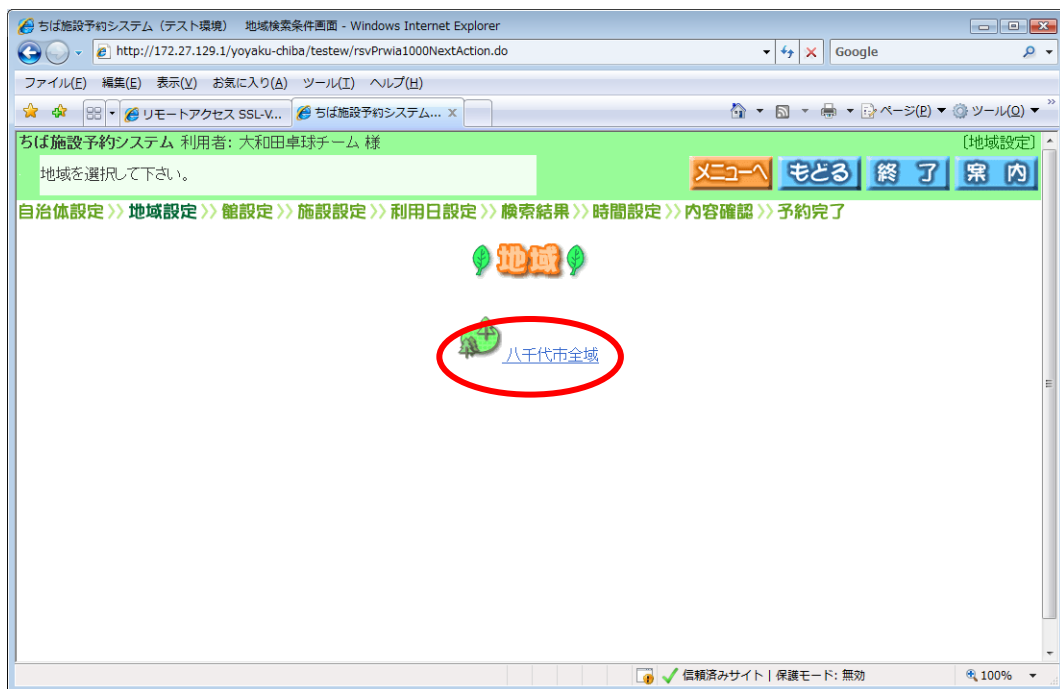 ちば施設予約システム（テスト環境） 地域検索条件画面 - Windows Internet Explorer
http://172.27.129.1/yoyaku-chiba/testew/rsvPrwia1000NextAction.do
Google
ファイル(F) 編集(E) 表示(V) お気に入り(A) ツール(T) ヘルプ(H)
リモートアクセス SSL-V... ちば施設予約システム... X
ページ(P) ツール(O) »
ちば施設予約システム 利用者: 大和田卓球チーム 様 [地域設定]
地域を選択して下さい。
メニューへ もどる 終了 案内
自治体設定 >> 地域設定 >> 館設定 >> 施設設定 >> 利用日設定 >> 検索結果 >> 時間設定 >> 内容確認 >> 予約完了
地域
八千代市全域
信頼済みサイト | 保護モード: 無効
100%